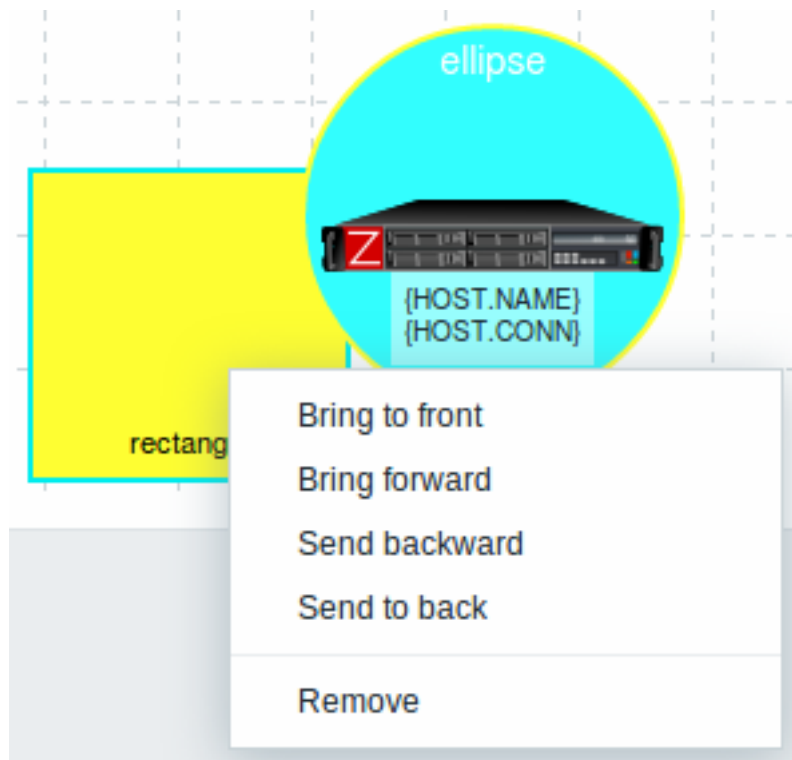 ellipse
Z
{HOST.NAME}
{HOST.CONN}
rectang
Bring to front
Bring forward
Send backward
Send to back
Remove